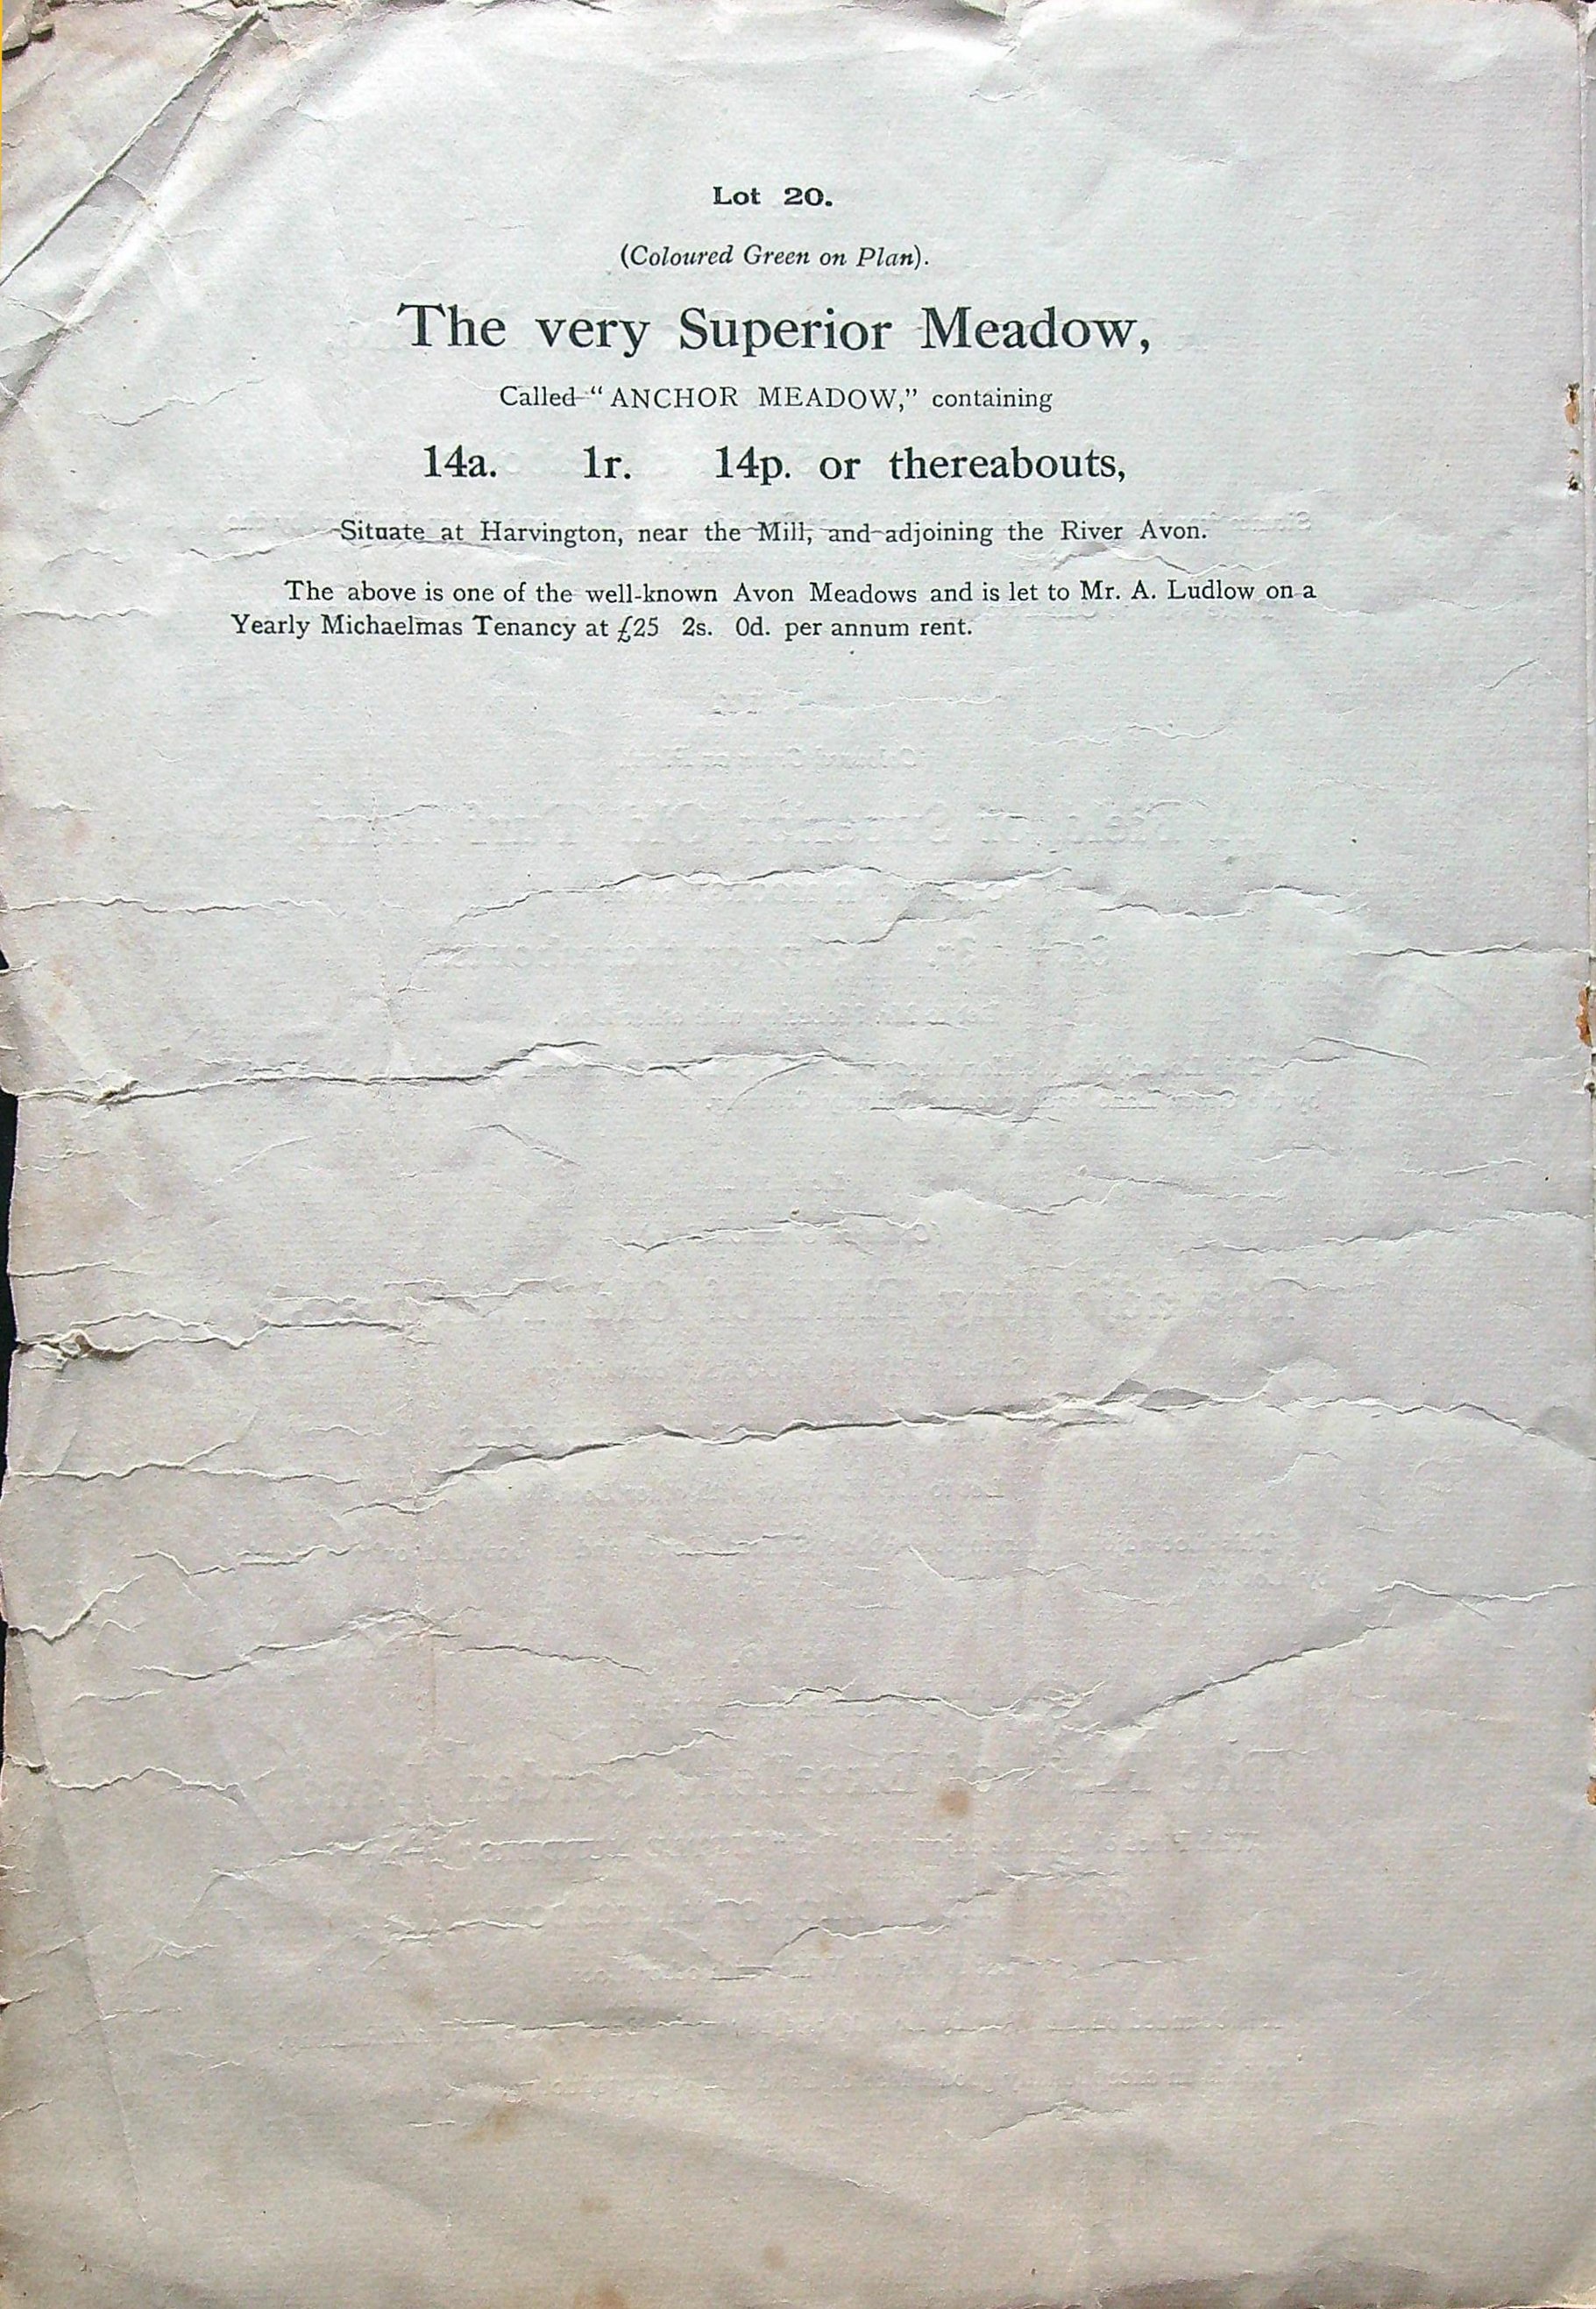 Lot 20.
(Coloured Green on Plan).
The very Superior Meadow,
Called "ANCHOR MEADOW," containing
14a. 1r. 14p. or thereabouts,
Situate at Harvington, near the Mill, and adjoining the River Avon.
The above is one of the well-known Avon Meadows and is let to Mr. A. Ludlow on a
Yearly Michaelmas Tenancy at £25 2s. 0d. per annum rent.